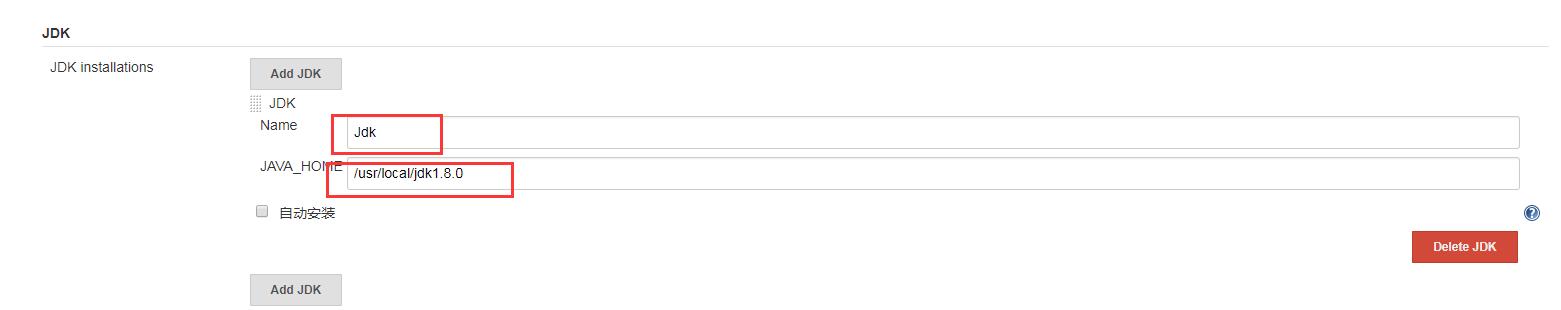 JDK
JDK installations
Add JDK
JDK
Name
Jdk
JAVA_HOME
/usr/local/jdk1.8.0
自动安装
?
Delete JDK
Add JDK